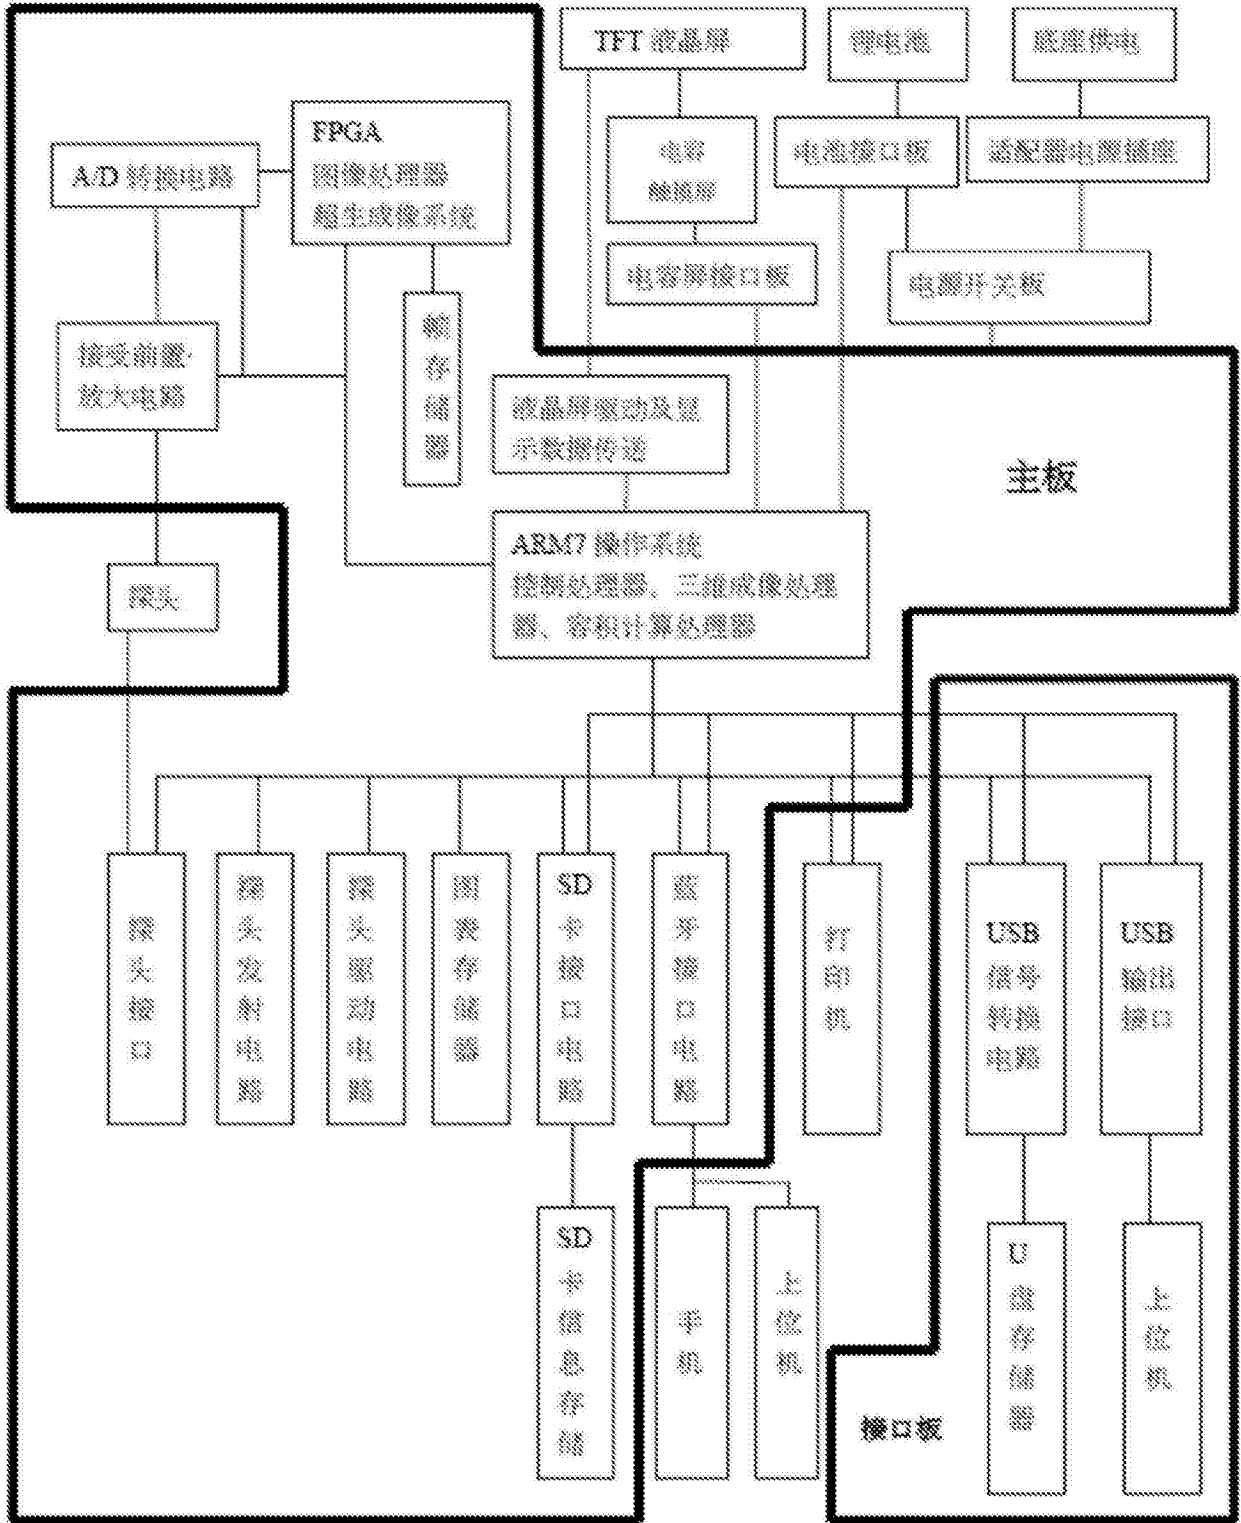 TFT 液晶屏
锂电池
底座供电
FPGA
图像处理器
超生成像系统
A/D 转换电路
电容
触摸屏
电池接口板
适配器电源插座
电容屏接口板
电源开关板
接受前置·
放大电路
帧存储器
液晶屏驱动及显
示数据传送
主板
ARM7 操作系统
控制处理器、三维成像处理
器、容积计算处理器
探头
探头接口
探头发射电路
探头驱动电路
图表存储器
SD
卡接口电路
蓝牙接口电路
打印机
USB
信号
转换
电路
USB
输出
接口
SD
卡信息存储
手机
上位机
U
盘存储器
上位机
接口板